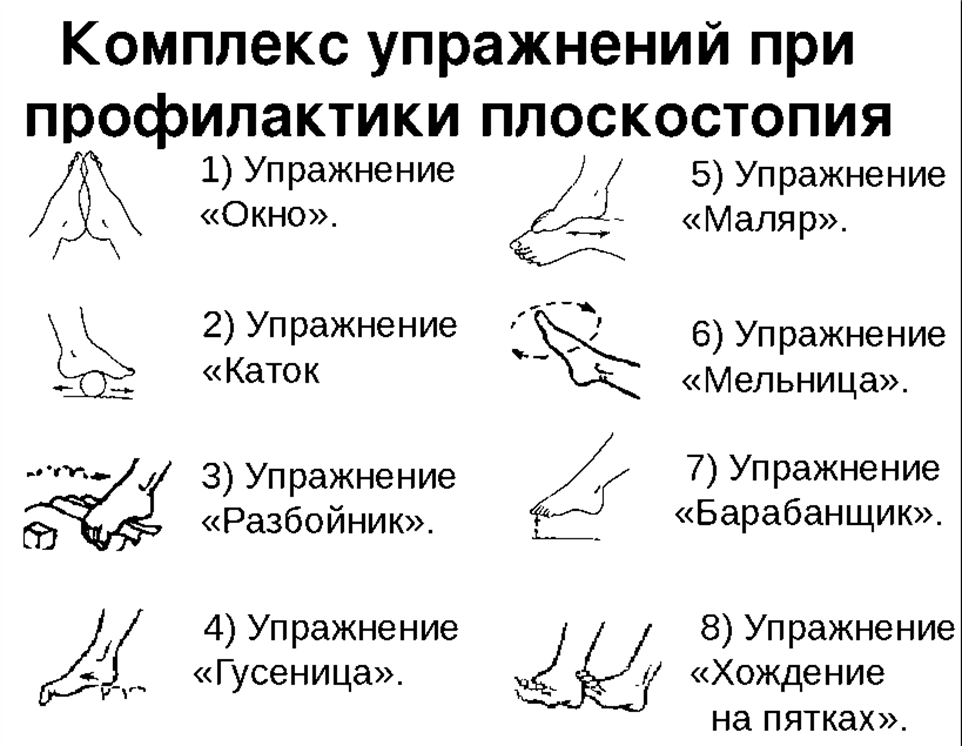 Комплекс упражнений при
профилактики плоскостопия
1) Упражнение
«Окно».
2) Упражнение
«Каток
3) Упражнение
«Разбойник».
4) Упражнение
«Гусеница».
5) Упражнение
«Маляр».
6) Упражнение
«Мельница».
7) Упражнение
«Барабанщик».
8) Упражнение
«Хождение
на пятках».